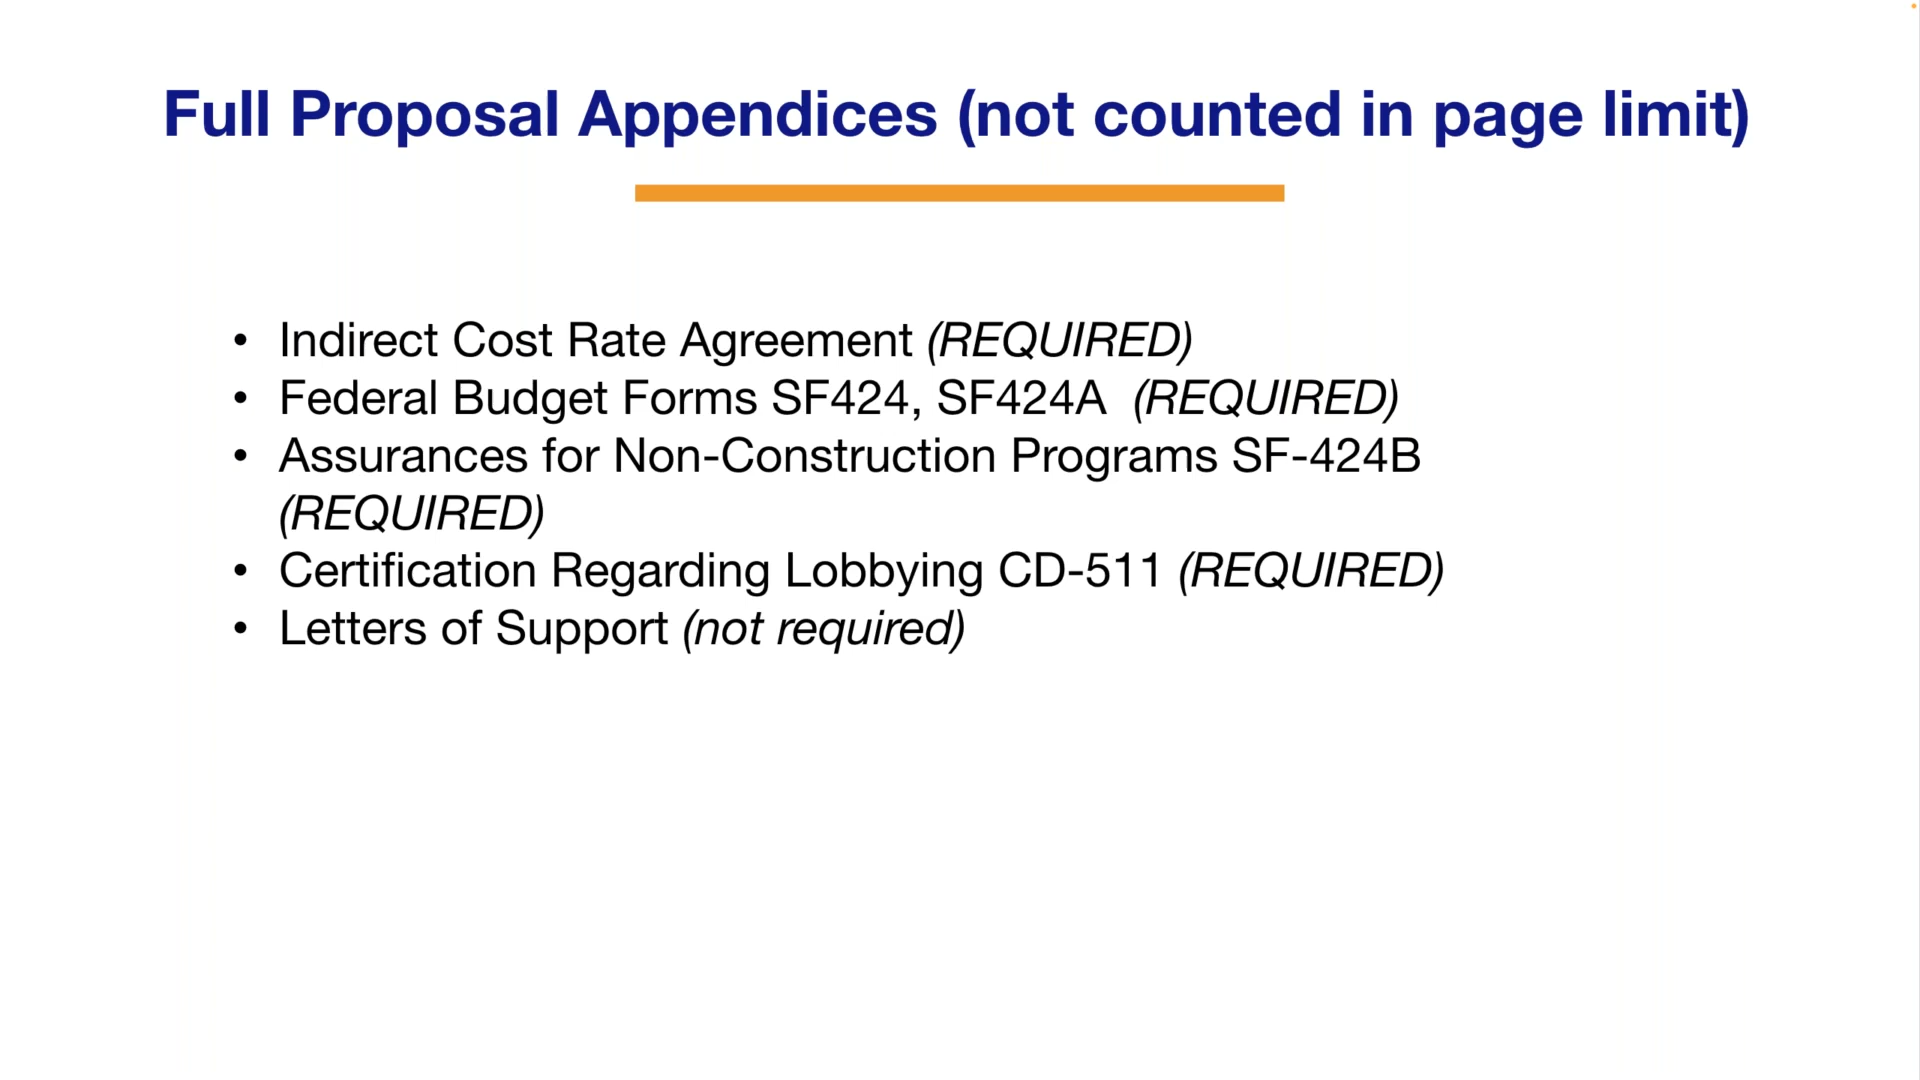 Full Proposal Appendices (not counted in page limit)
• Indirect Cost Rate Agreement (REQUIRED)
• Federal Budget Forms SF424, SF424A (REQUIRED)
• Assurances for Non-Construction Programs SF-424B
(REQUIRED)
• Certification Regarding Lobbying CD-511 (REQUIRED)
• Letters of Support (not required)